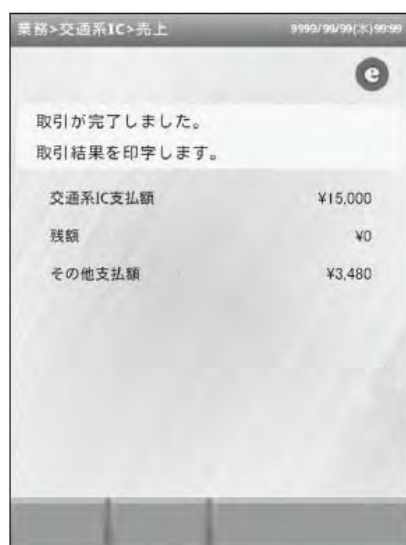 業務>交通系IC>売上 9999/99/99(水)99:99
e
取引が完了しました。
取引結果を印字します。
交通系IC支払額 ¥15,000
残額 ¥0
その他支払額 ¥3,480